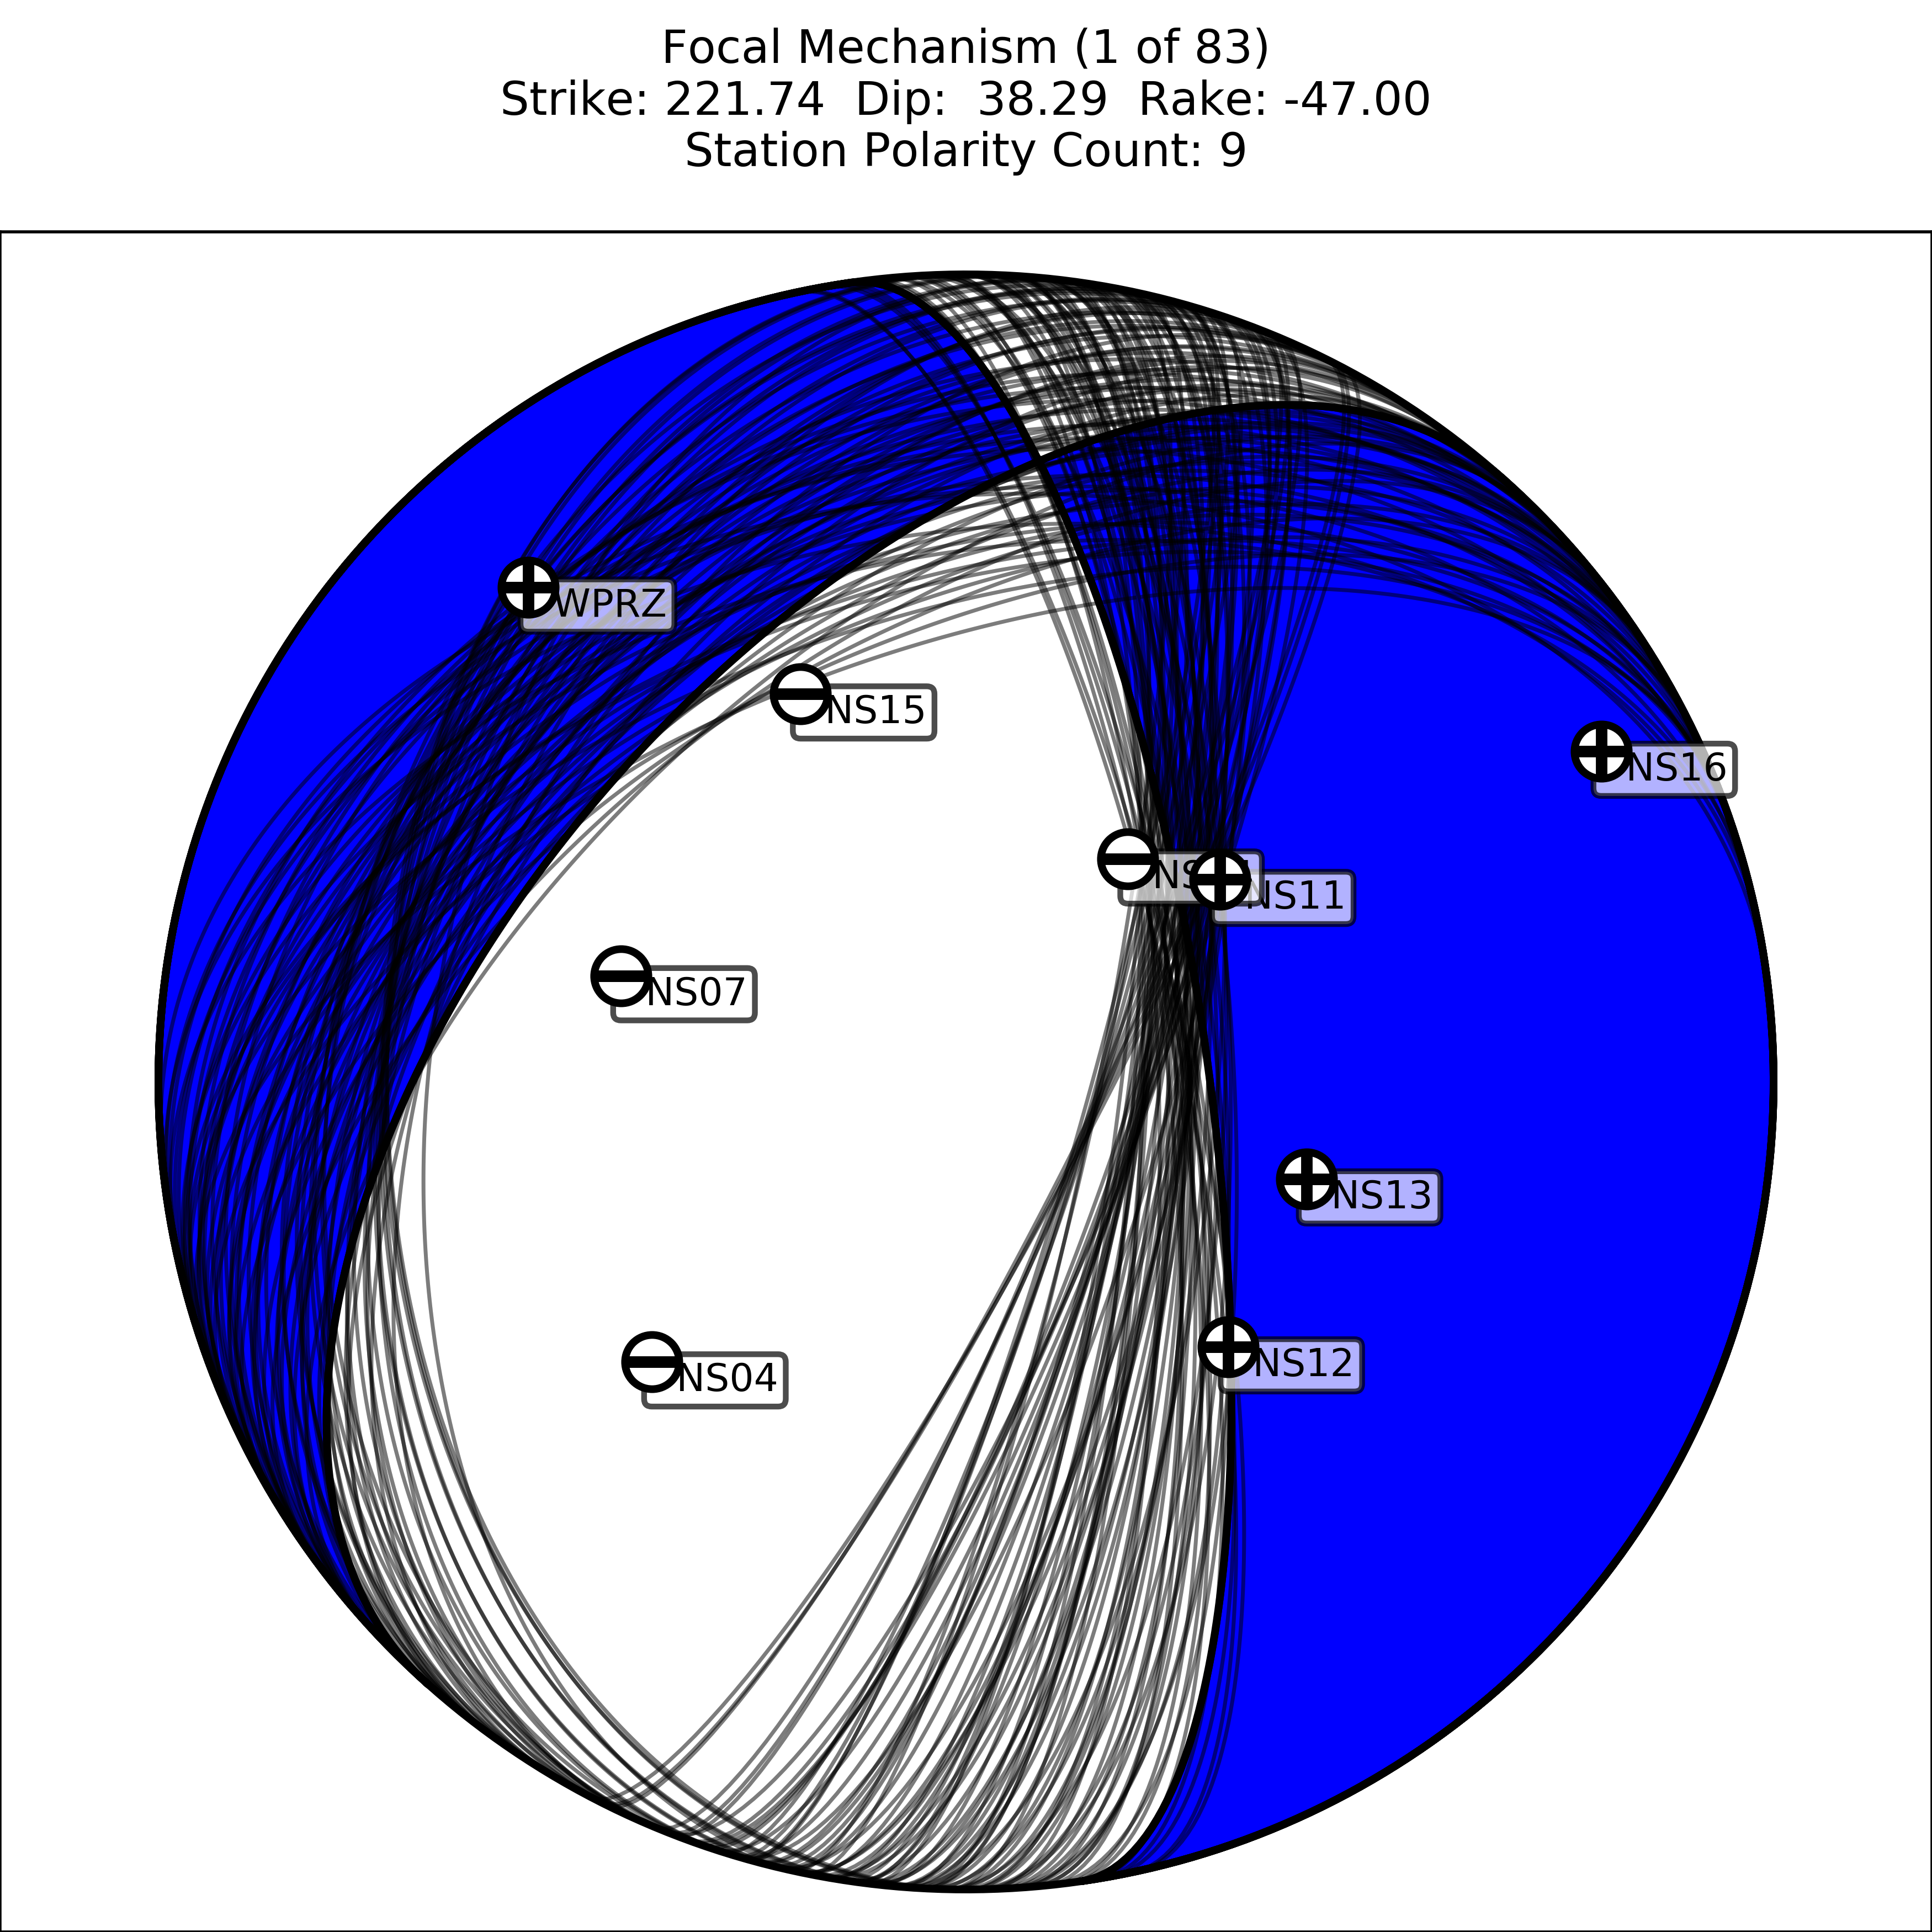 Focal Mechanism (1 of 83)
Strike: 221.74 Dip: 38.29 Rake: -47.00
Station Polarity Count: 9
WPRZ
NS15
NS16
NS11
NS07
NS13
NS12
NS04